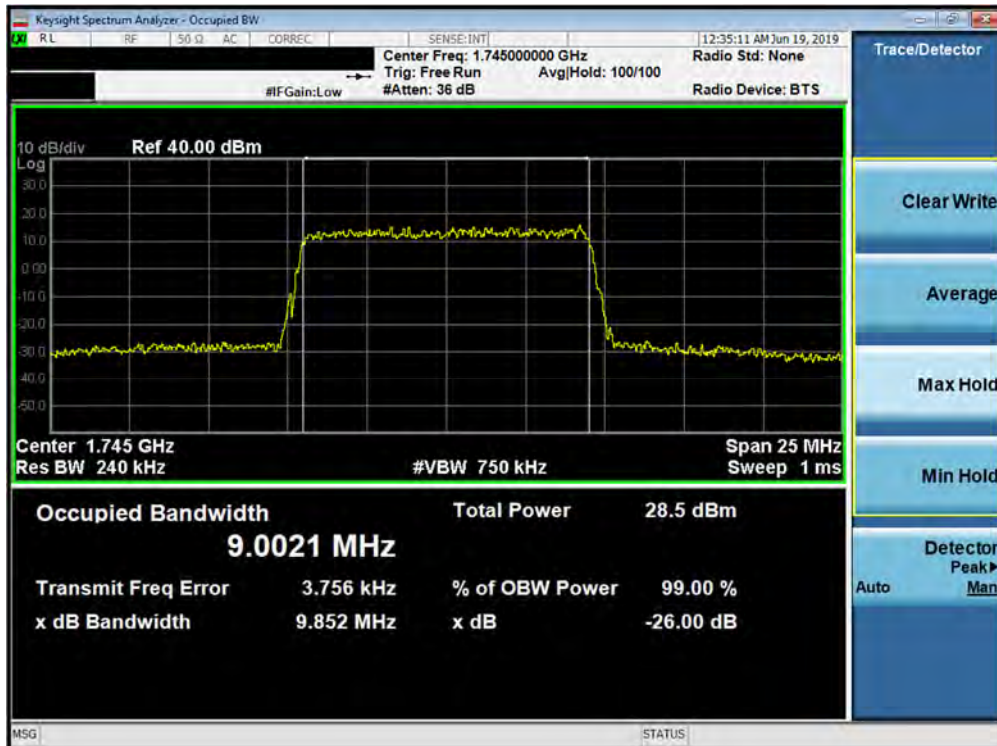 Keysight Spectrum Analyzer - Occupied BW
LXI RL RF 50 Ω AC CORREC SENSE:INT 12:35:11 AM Jun 19, 2019
Center Freq: 1.745000000 GHz Radio Std: None
Trig: Free Run Avg|Hold: 100/100
#IFGain:Low #Atten: 36 dB Radio Device: BTS
Trace/Detector
10 dB/div Ref 40.00 dBm
Log
30.0
20.0
10.0
0.00
-10.0
-20.0
-30.0
-40.0
-50.0
Center 1.745 GHz Span 25 MHz
Res BW 240 kHz #VBW 750 kHz Sweep 1 ms
Occupied Bandwidth Total Power 28.5 dBm
9.0021 MHz
Transmit Freq Error 3.756 kHz % of OBW Power 99.00 %
x dB Bandwidth 9.852 MHz x dB -26.00 dB
Clear Write
Average
Max Hold
Min Hold
Detector
Peak▶
Auto Man
MSG STATUS